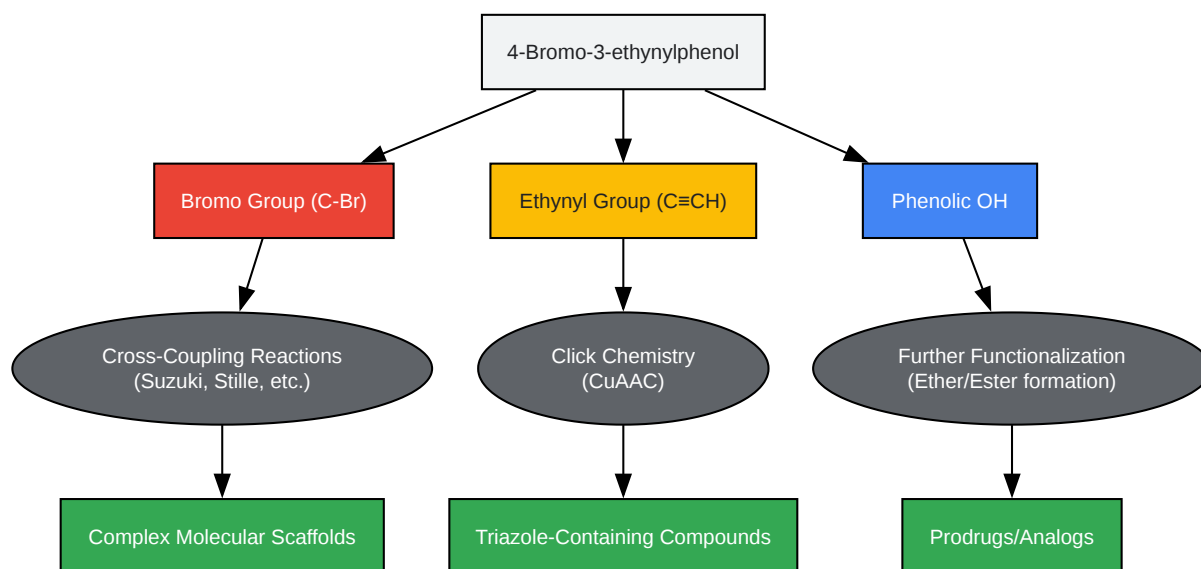 4-Bromo-3-ethynylphenol
Bromo Group (C-Br)
Ethynyl Group (C≡CH)
Phenolic OH
Cross-Coupling Reactions
(Suzuki, Stille, etc.)
Click Chemistry
(CuAAC)
Further Functionalization
(Ether/Ester formation)
Complex Molecular Scaffolds
Triazole-Containing Compounds
Prodrugs/Analogs